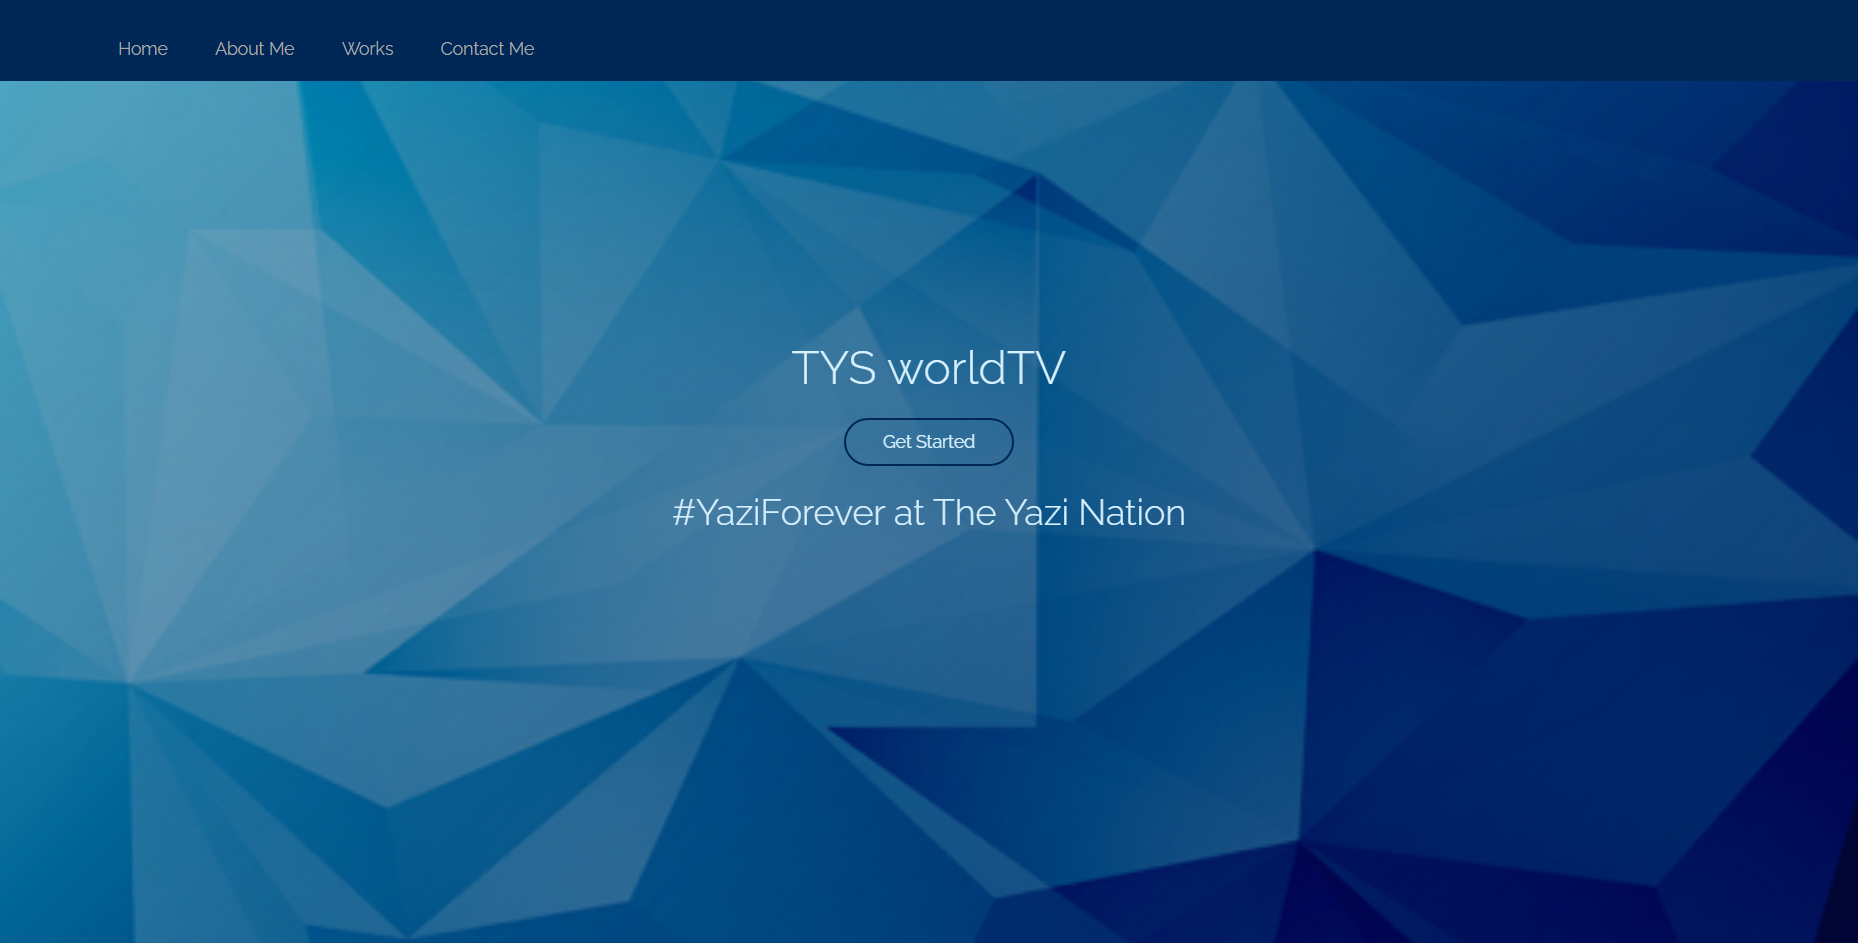 Home About Me Works Contact Me
TYS worldTV
Get Started
#YaziForever at The Yazi Nation